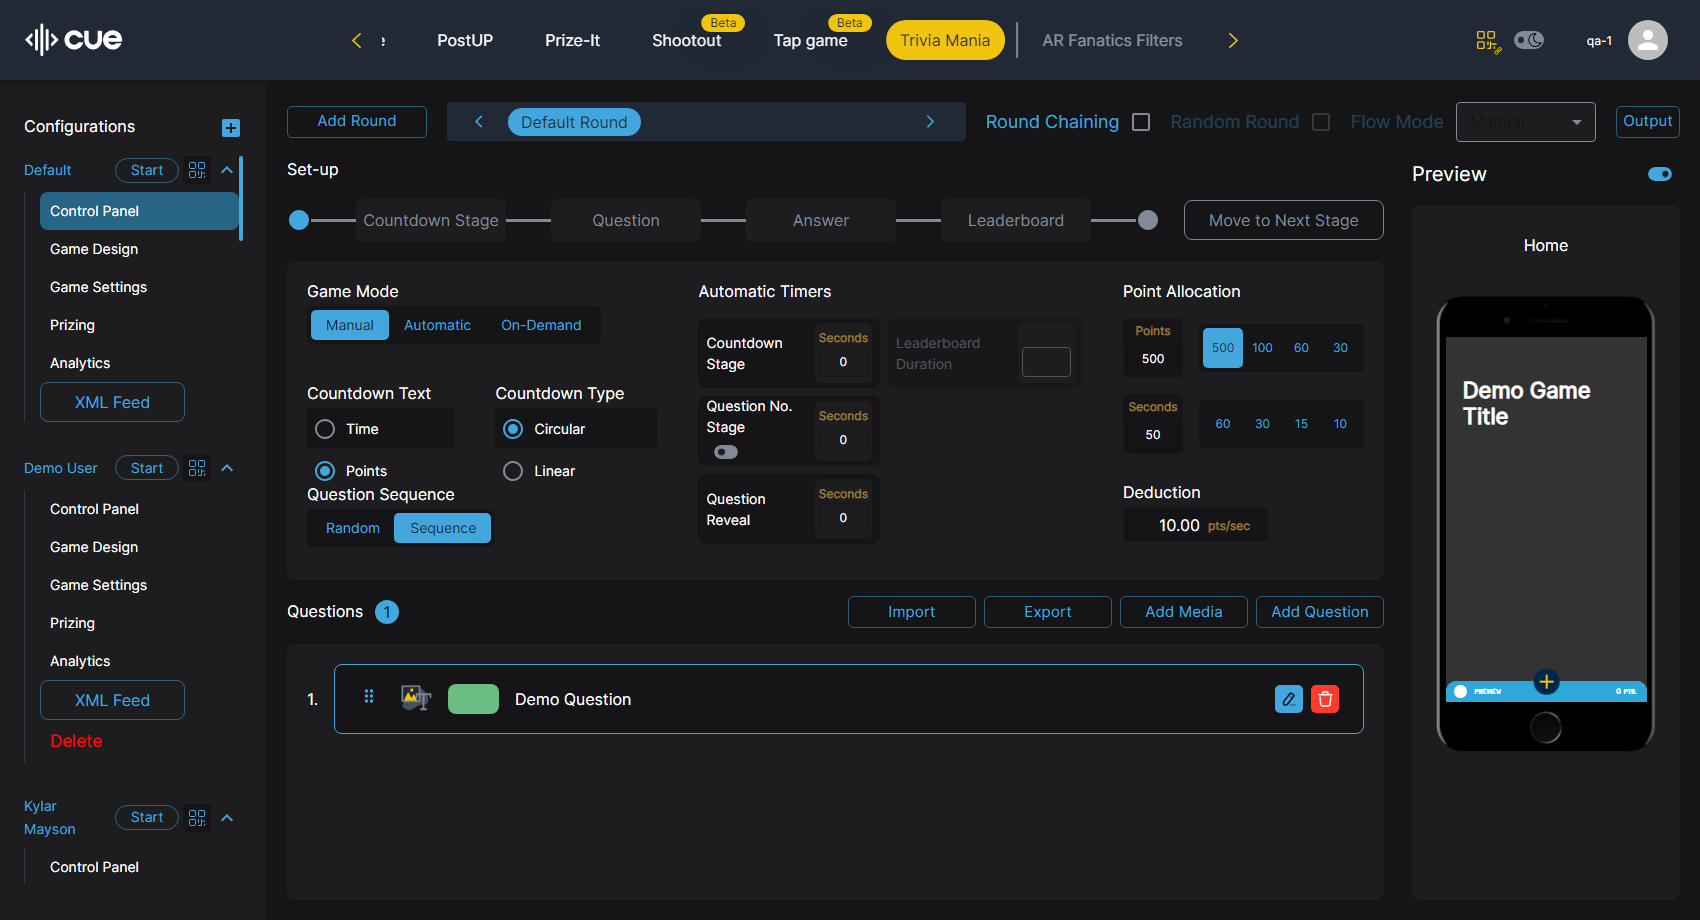 cue
PostUP
Prize-It
Shootout
Beta
Tap game
Beta
Trivia Mania
AR Fanatics Filters
qa-1
Configurations
Default
Start
Control Panel
Game Design
Game Settings
Prizing
Analytics
XML Feed
Demo User
Start
Control Panel
Game Design
Game Settings
Prizing
Analytics
XML Feed
Delete
Kylar
Mayson
Start
Control Panel
Add Round
Default Round
Round Chaining
Random Round
Flow Mode
Manual
Output
Set-up
Countdown Stage
Question
Answer
Leaderboard
Move to Next Stage
Game Mode
Manual
Automatic
On-Demand
Countdown Text
Time
Points
Countdown Type
Circular
Linear
Question Sequence
Random
Sequence
Automatic Timers
Countdown
Stage
Seconds
0
Leaderboard
Duration
Question No.
Stage
Seconds
0
Question
Reveal
Seconds
0
Point Allocation
Points
500
500 100 60 30
Seconds
50
60 30 15 10
Deduction
10.00 pts/sec
Questions 1
Import
Export
Add Media
Add Question
1. Demo Question
Preview
Home
Demo Game
Title
PREVIEW
0 PTS.